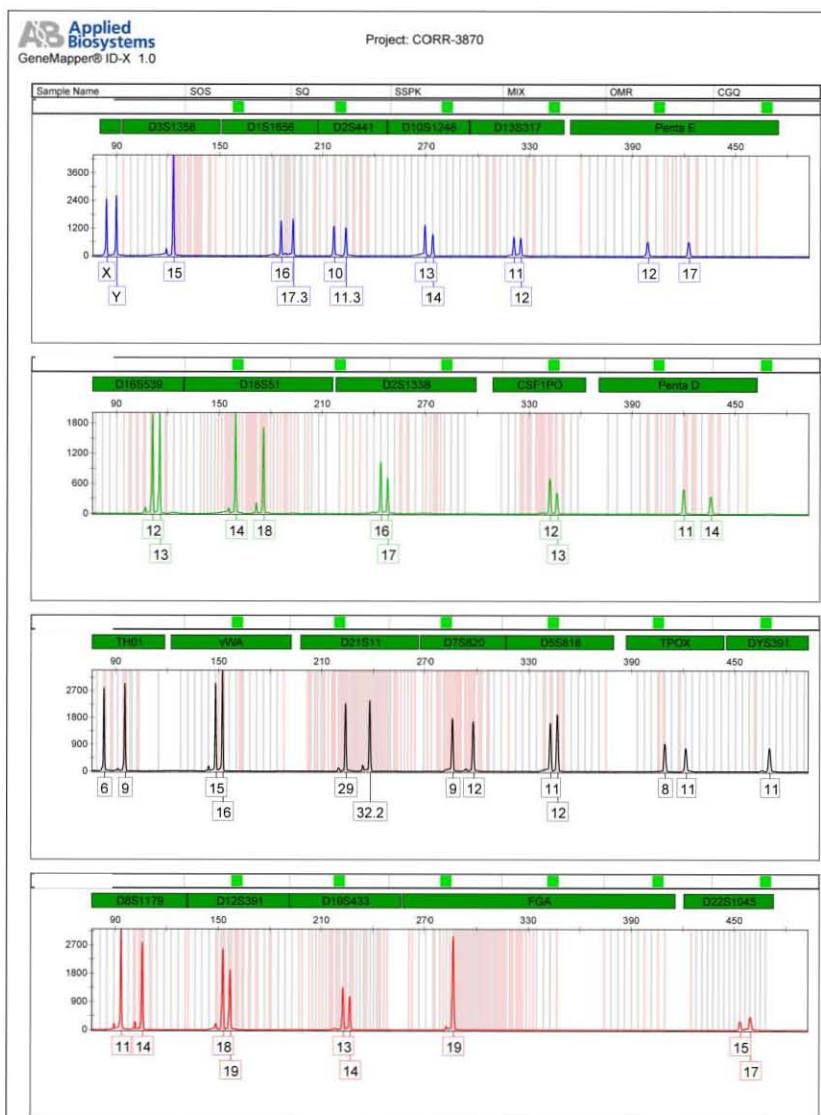 AB Applied Biosystems
GeneMapper® ID-X 1.0
Project: CORR-3870
Sample Name SOS SQ SSPK MIX OMR CGQ
D3S1358 D1S1656 D2S441 D10S1248 D13S317 Penta E
90 150 210 270 330 390 450
3600
2400
1200
0
X 15 16 10 13 11 12 17
Y 17.3 11.3 14 12
D16S539 D18S51 D2S1338 CSF1PO Penta D
90 150 210 270 330 390 450
1800
1200
600
0
12 14 18 16 12 11 14
13 17 13
TH01 vWA D21S11 D7S820 D5S818 TPOX DYS391
90 150 210 270 330 390 450
2700
1800
900
0
6 9 15 29 9 12 11 8 11 11
16 32.2 12
D8S1179 D12S391 D19S433 FGA D22S1045
90 150 210 270 330 390 450
2700
1800
900
0
11 14 18 13 19 15
19 14 17